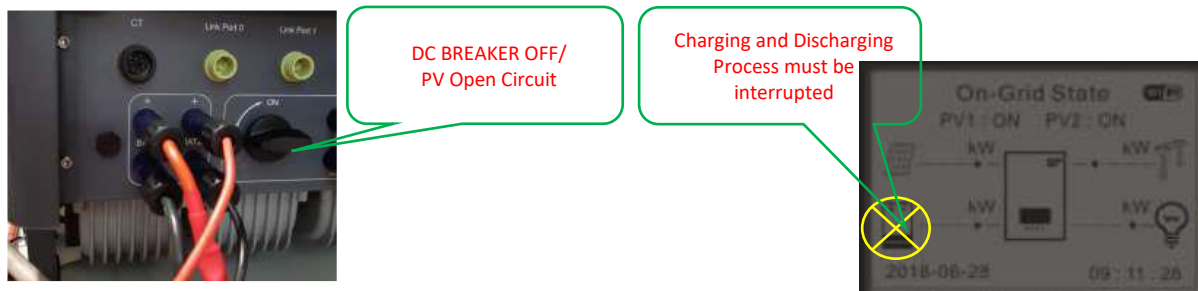 CT
Link Port 0
Link Port 1
+
+
ON
DC BREAKER OFF/
PV Open Circuit
Charging and Discharging
Process must be
interrupted
On-Grid State
PV1 : ON PV2 : ON
kW
kW
kW
kW
2018-08-28
09 : 11 : 28